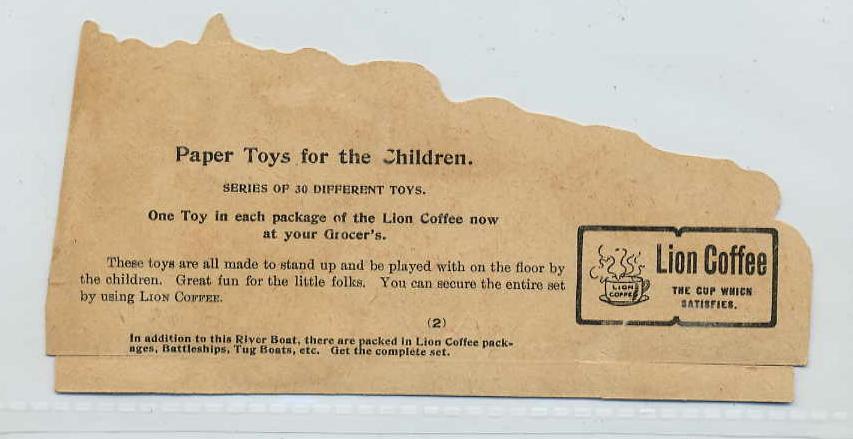 Paper Toys for the Children.
SERIES OF 30 DIFFERENT TOYS.
One Toy in each package of the Lion Coffee now
at your Grocer's.
These toys are all made to stand up and be played with on the floor by
the children. Great fun for the little folks. You can secure the entire set
by using LION COFFEE.
(2)
In addition to this River Boat, there are packed in Lion Coffee pack-
ages, Battleships, Tug Boats, etc. Get the complete set.
LION
COFFEE
Lion Coffee
THE CUP WHICH
SATISFIES.